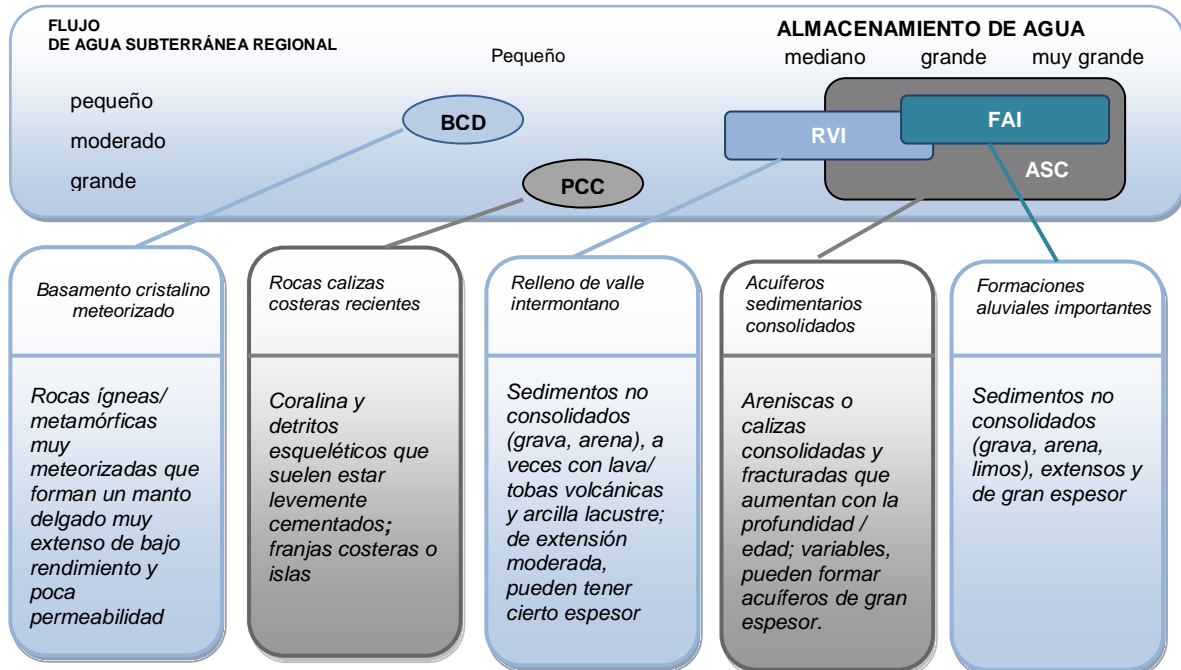 FLUJO
DE AGUA SUBTERRÁNEA REGIONAL
ALMACENAMIENTO DE AGUA
Pequeño
mediano
grande
muy grande
pequeño
moderado
grande
BCD
PCC
RVI
FAI
ASC
Basamento cristalino
meteorizado
Rocas ígneas/
metamórficas
muy
meteorizadas que
forman un manto
delgado muy
extenso de bajo
rendimiento y
poca
permeabilidad
Rocas calizas
costeras recientes
Coralina y
detritos
esqueléticos que
suelen estar
levemente
cementados;
franjas costeras o
islas
Relleno de valle
intermontano
Sedimentos no
consolidados
(grava, arena), a
veces con lava/
tobas volcánicas
y arcilla lacustre;
de extensión
moderada,
pueden tener
cierto espesor
Acuíferos
sedimentarios
consolidados
Areniscas o
calizas
consolidadas y
fracturadas que
aumentan con la
profundidad /
edad; variables,
pueden formar
acuíferos de gran
espesor.
Formaciones
aluviales importantes
Sedimentos no
consolidados
(grava, arena,
limos), extensos y
de gran espesor